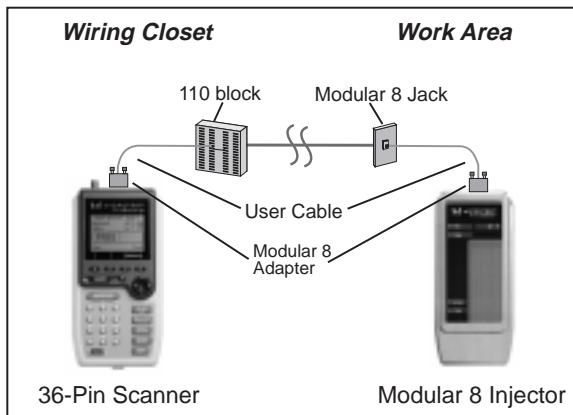 Wiring Closet
Work Area
110 block
Modular 8 Jack
User Cable
Modular 8
Adapter
36-Pin Scanner
Modular 8 Injector